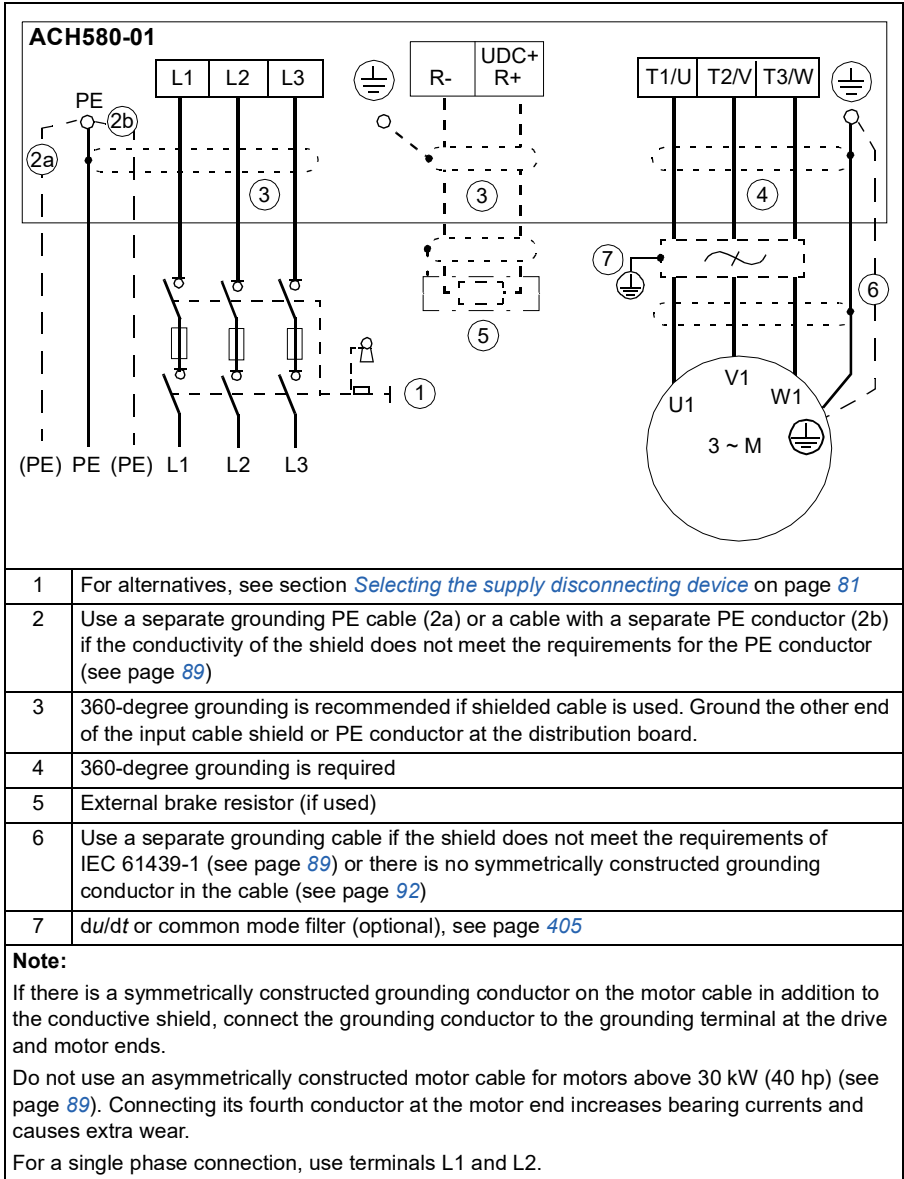 ACH580-01
L1 L2 L3
R- UDC+
R+
T1/U T2/V T3/W
PE
2b
2a
3
3
4
7
6
5
1
V1
U1
W1
3 ~ M
(PE) PE (PE) L1 L2 L3
1 For alternatives, see section Selecting the supply disconnecting device on page 81
2 Use a separate grounding PE cable (2a) or a cable with a separate PE conductor (2b)
if the conductivity of the shield does not meet the requirements for the PE conductor
(see page 89)
3 360-degree grounding is recommended if shielded cable is used. Ground the other end
of the input cable shield or PE conductor at the distribution board.
4 360-degree grounding is required
5 External brake resistor (if used)
6 Use a separate grounding cable if the shield does not meet the requirements of
IEC 61439-1 (see page 89) or there is no symmetrically constructed grounding
conductor in the cable (see page 92)
7 du/dt or common mode filter (optional), see page 405
Note:
If there is a symmetrically constructed grounding conductor on the motor cable in addition to
the conductive shield, connect the grounding conductor to the grounding terminal at the drive
and motor ends.
Do not use an asymmetrically constructed motor cable for motors above 30 kW (40 hp) (see
page 89). Connecting its fourth conductor at the motor end increases bearing currents and
causes extra wear.
For a single phase connection, use terminals L1 and L2.